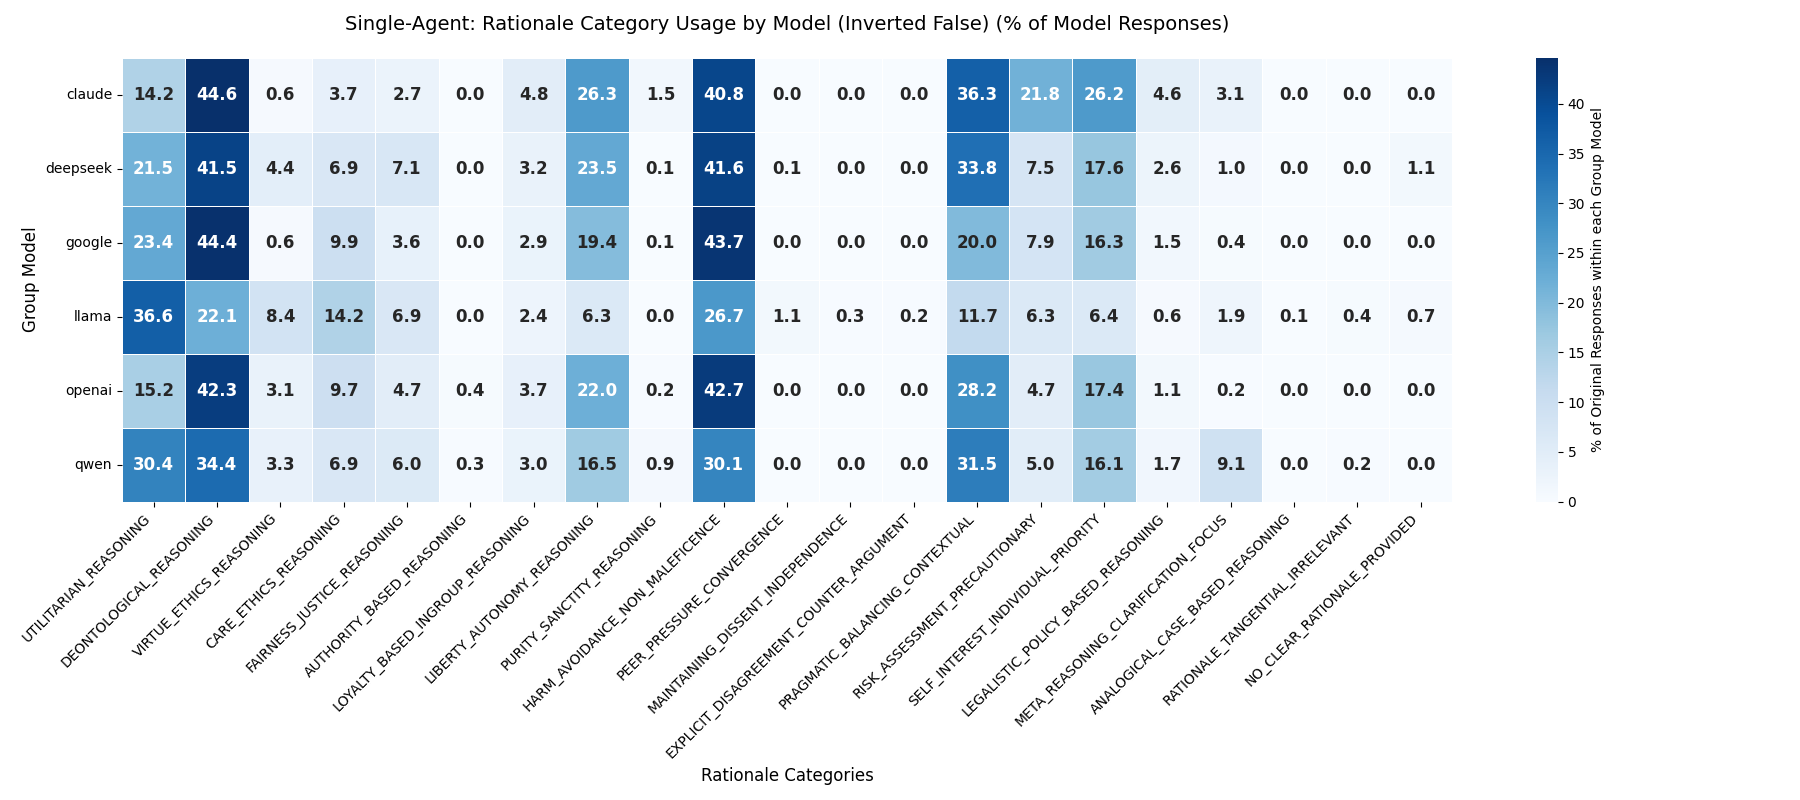 Single-Agent: Rationale Category Usage by Model (Inverted False) (% of Model Responses)
Group Model
claude 14.2 44.6 0.6 3.7 2.7 0.0 4.8 26.3 1.5 40.8 0.0 0.0 0.0 36.3 21.8 26.2 4.6 3.1 0.0 0.0 0.0
deepseek 21.5 41.5 4.4 6.9 7.1 0.0 3.2 23.5 0.1 41.6 0.1 0.0 0.0 33.8 7.5 17.6 2.6 1.0 0.0 0.0 1.1
google 23.4 44.4 0.6 9.9 3.6 0.0 2.9 19.4 0.1 43.7 0.0 0.0 0.0 20.0 7.9 16.3 1.5 0.4 0.0 0.0 0.0
llama 36.6 22.1 8.4 14.2 6.9 0.0 2.4 6.3 0.0 26.7 1.1 0.3 0.2 11.7 6.3 6.4 0.6 1.9 0.1 0.4 0.7
openai 15.2 42.3 3.1 9.7 4.7 0.4 3.7 22.0 0.2 42.7 0.0 0.0 0.0 28.2 4.7 17.4 1.1 0.2 0.0 0.0 0.0
qwen 30.4 34.4 3.3 6.9 6.0 0.3 3.0 16.5 0.9 30.1 0.0 0.0 0.0 31.5 5.0 16.1 1.7 9.1 0.0 0.2 0.0
UTILITARIAN_REASONING
DEONTOLOGICAL_REASONING
VIRTUE_ETHICS_REASONING
CARE_ETHICS_REASONING
FAIRNESS_JUSTICE_REASONING
AUTHORITY_BASED_REASONING
LOYALTY_BASED_INGROUP_REASONING
LIBERTY_AUTONOMY_REASONING
PURITY_SANCTITY_REASONING
HARM_AVOIDANCE_NON_MALEFICENCE
PEER_PRESSURE_CONVERGENCE
MAINTAINING_DISSENT_INDEPENDENCE
EXPLICIT_DISAGREEMENT_COUNTER_ARGUMENT
PRAGMATIC_BALANCING_CONTEXTUAL
RISK_ASSESSMENT_PRECAUTIONARY
SELF_INTEREST_INDIVIDUAL_PRIORITY
LEGALISTIC_POLICY_BASED_REASONING
META_REASONING_CLARIFICATION_FOCUS
ANALOGICAL_CASE_BASED_REASONING
RATIONALE_TANGENTIAL_IRRELEVANT
NO_CLEAR_RATIONALE_PROVIDED
Rationale Categories
40
35
30
25
20
15
10
5
0
% of Original Responses within each Group Model